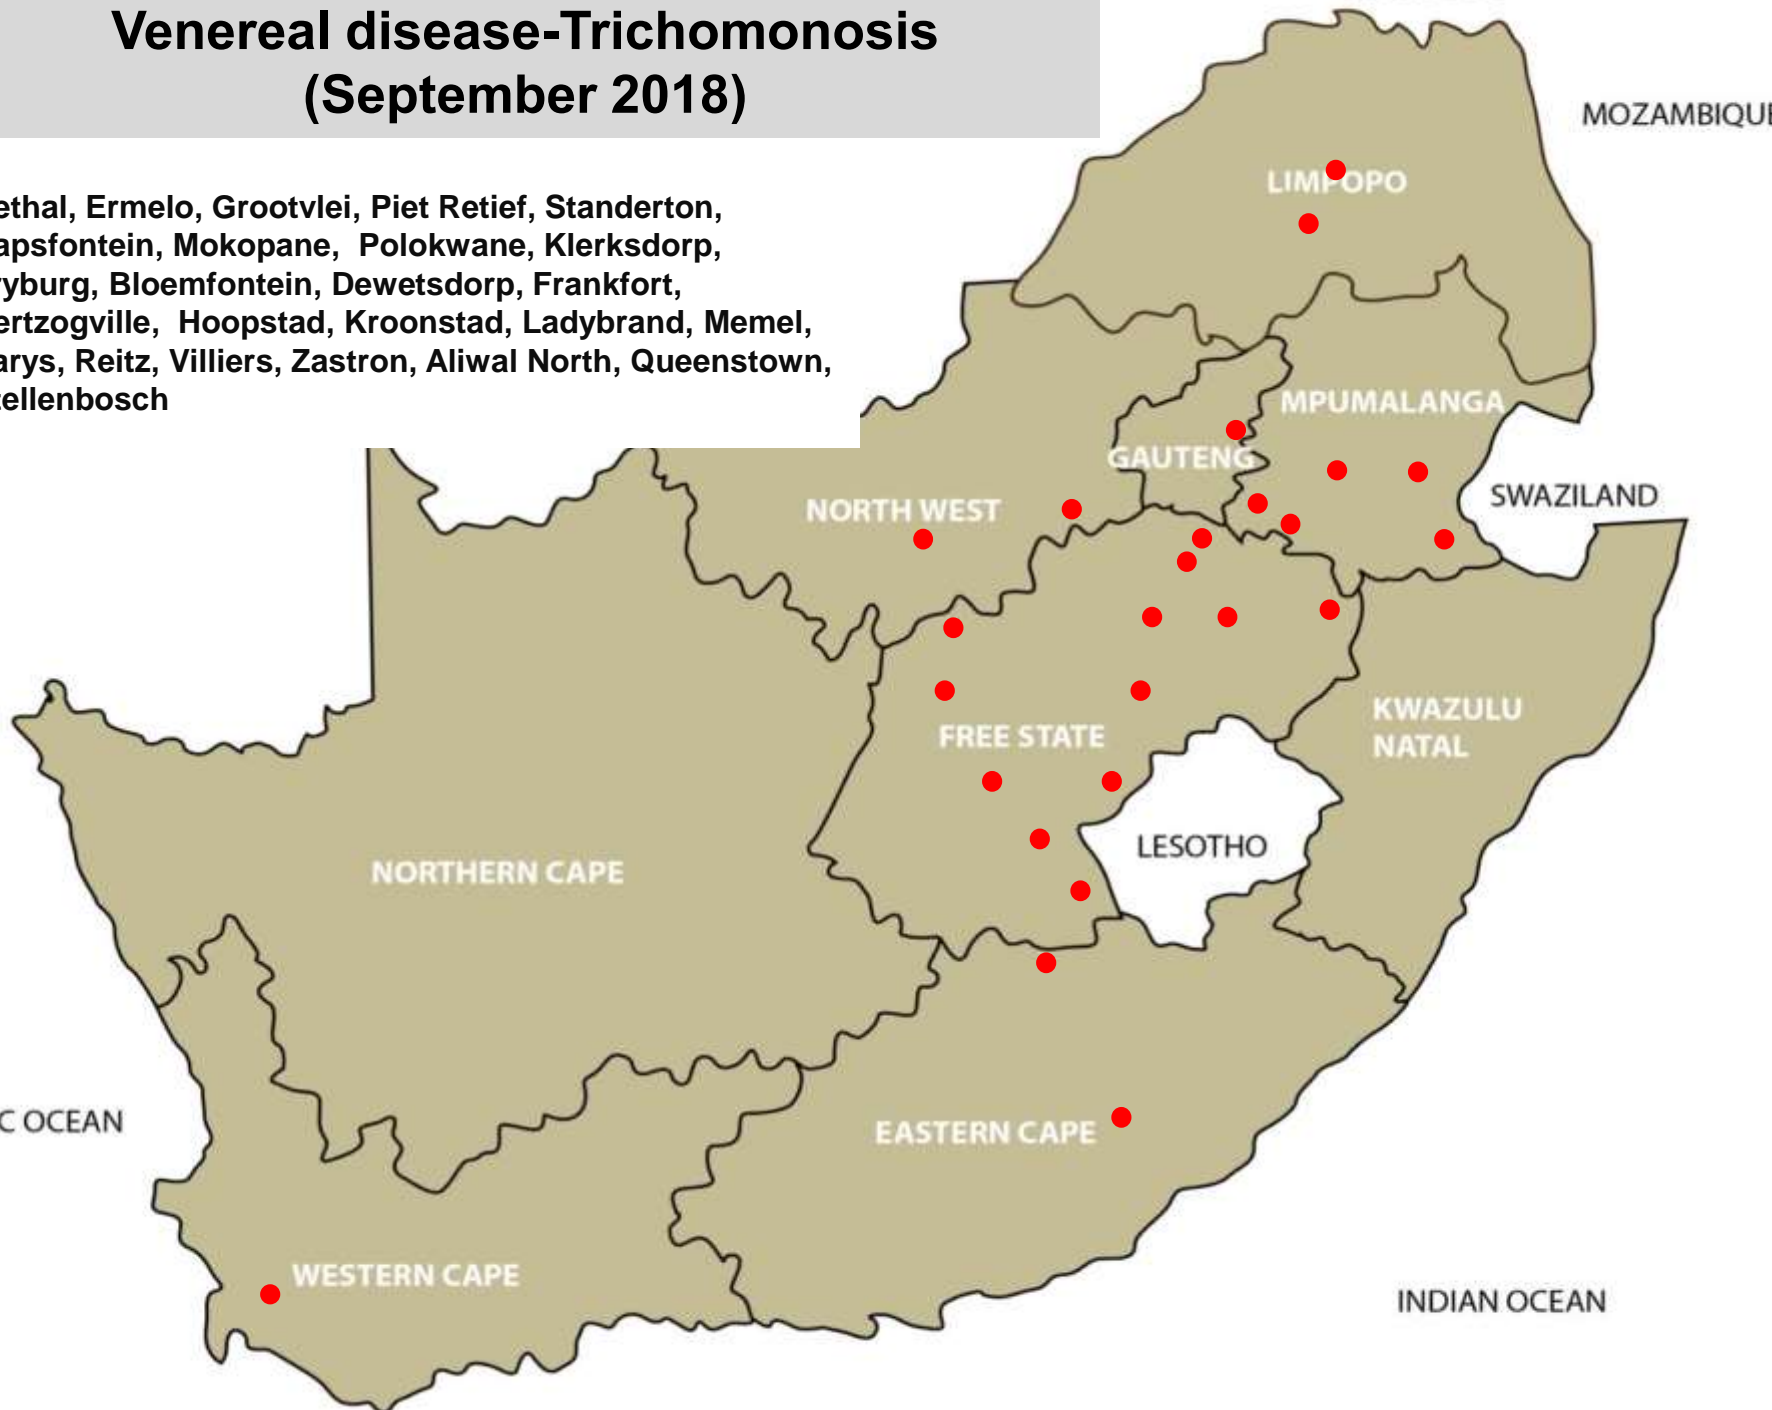 Venereal disease-Trichomonosis
(September 2018)
MOZAMBIQUE
LIMPOPO
ethal, Ermelo, Grootvlei, Piet Retief, Standerton,
apsfontein, Mokopane, Polokwane, Klerksdorp,
ryburg, Bloemfontein, Dewetsdorp, Frankfort,
ertzogville, Hoopstad, Kroonstad, Ladybrand, Memel,
arys, Reitz, Villiers, Zastron, Aliwal North, Queenstown,
tellenbosch
MPUMALANGA
GAUTENG
SWAZILAND
NORTH WEST
KWAZULU
NATAL
FREE STATE
LESOTHO
NORTHERN CAPE
C OCEAN
EASTERN CAPE
WESTERN CAPE
INDIAN OCEAN